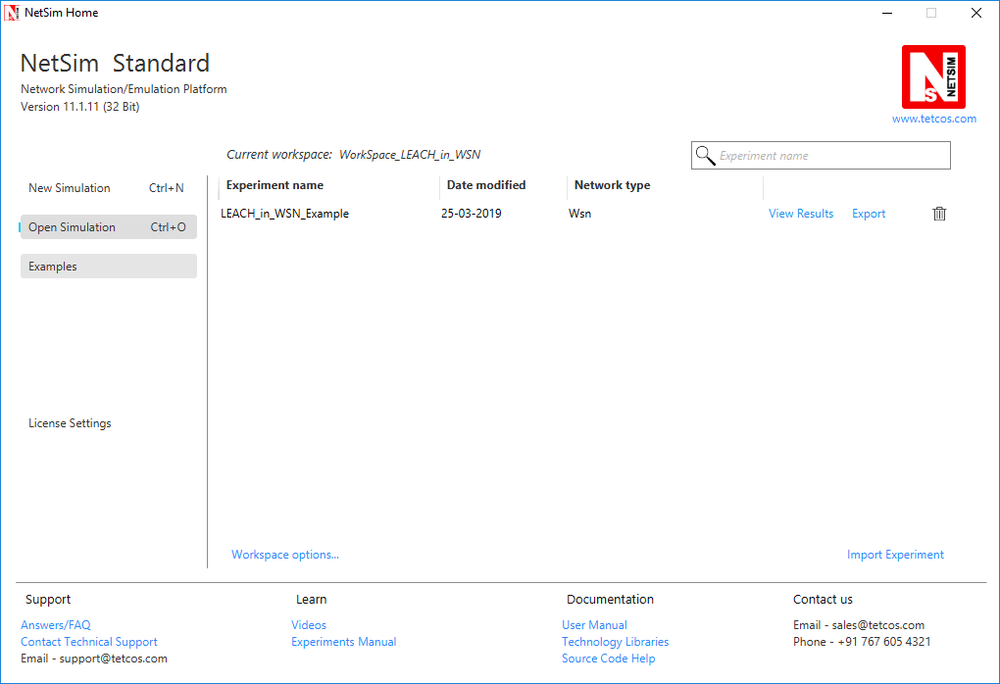 NetSim Home
NetSim Standard
Network Simulation/Emulation Platform
Version 11.1.11 (32 Bit)
NS NETSIM
www.tetcos.com
Current workspace: WorkSpace_LEACH_in_WSN
Experiment name
New Simulation Ctrl+N
Open Simulation Ctrl+O
Examples
License Settings
Experiment name Date modified Network type
LEACH_in_WSN_Example 25-03-2019 Wsn View Results Export
Workspace options... Import Experiment
Support
Answers/FAQ
Contact Technical Support
Email - support@tetcos.com
Learn
Videos
Experiments Manual
Documentation
User Manual
Technology Libraries
Source Code Help
Contact us
Email - sales@tetcos.com
Phone - +91 767 605 4321